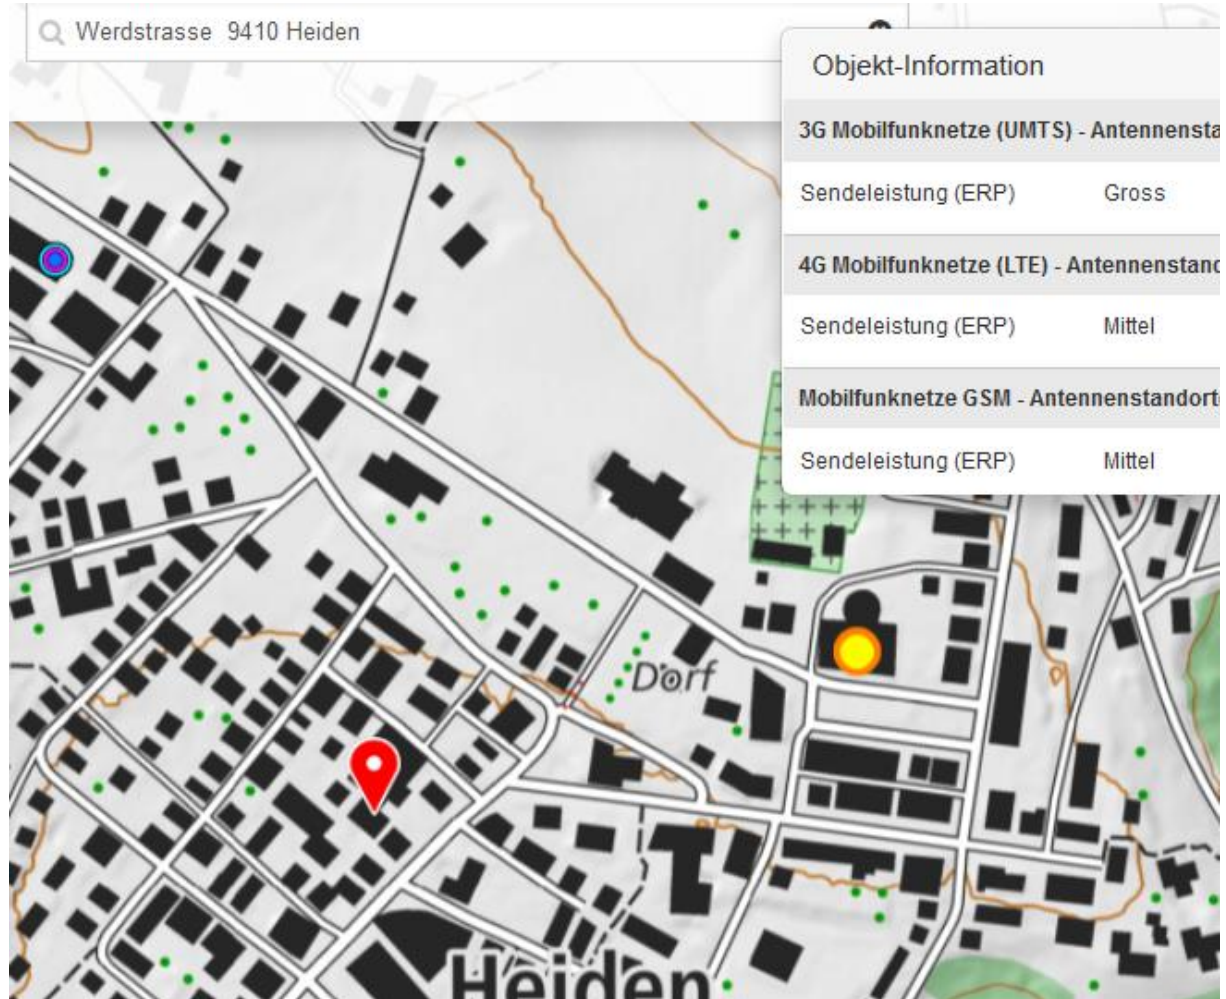 Werdstrasse 9410 Heiden
Objekt-Information
3G Mobilfunknetze (UMTS) - Antennensta
Sendeleistung (ERP) Gross
4G Mobilfunknetze (LTE) - Antennenstand
Sendeleistung (ERP) Mittel
Mobilfunknetze GSM - Antennenstandorte
Sendeleistung (ERP) Mittel
Dorf
Heiden